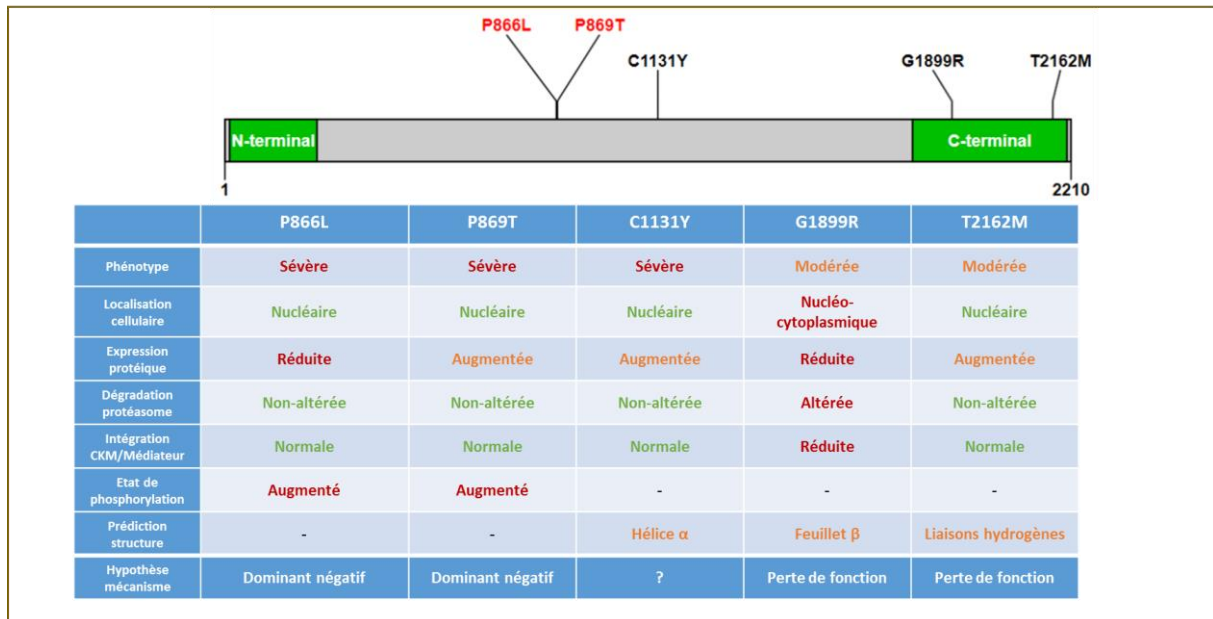 P866L P869T
C1131Y G1899R T2162M
N-terminal C-terminal
1 2210
P866L P869T C1131Y G1899R T2162M
Phénotype Sévère Sévère Sévère Modérée Modérée
Localisation
cellulaire Nucléaire Nucléaire Nucléaire Nucléo-
cytoplasmique Nucléaire
Expression
protéique Réduite Augmentée Augmentée Réduite Augmentée
Dégradation
protéasome Non-altérée Non-altérée Non-altérée Altérée Non-altérée
Intégration
CKM/Médiateur Normale Normale Normale Réduite Normale
Etat de
phosphorylation Augmenté Augmenté - - -
Prédiction
structure - - Hélice α Feuillet β Liaisons hydrogènes
Hypothèse
mécanisme Dominant négatif Dominant négatif ? Perte de fonction Perte de fonction